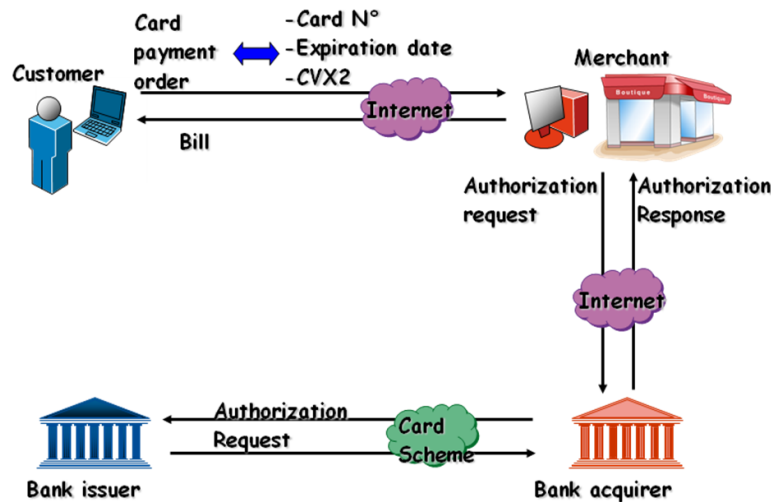 Card
payment
order
-Card N°
-Expiration date
-CVX2
Customer
Merchant
Boutique
Boutique
Internet
Bill
Authorization
request
Authorization
Response
Internet
Authorization
Request
Card
Scheme
Bank issuer
Bank acquirer